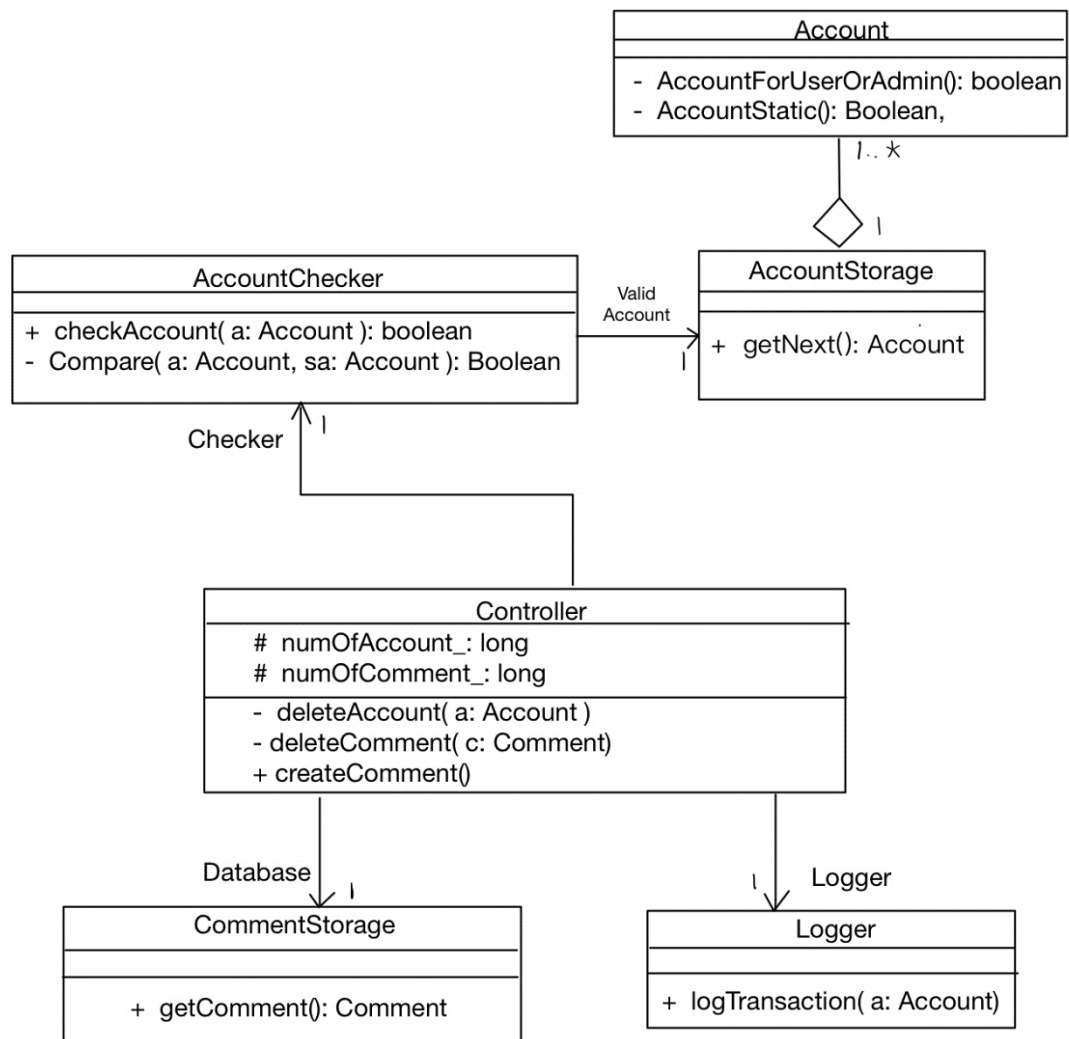 Account
- AccountForUserOrAdmin(): boolean
- AccountStatic(): Boolean,
1..*
1
AccountChecker
+ checkAccount( a: Account ): boolean
- Compare( a: Account, sa: Account ): Boolean
Valid
Account
1
AccountStorage
+ getNext(): Account
Checker
1
Controller
# numOfAccount_: long
# numOfComment_: long
- deleteAccount( a: Account )
- deleteComment( c: Comment)
+ createComment()
Database
1
1
Logger
CommentStorage
+ getComment(): Comment
Logger
+ logTransaction( a: Account)